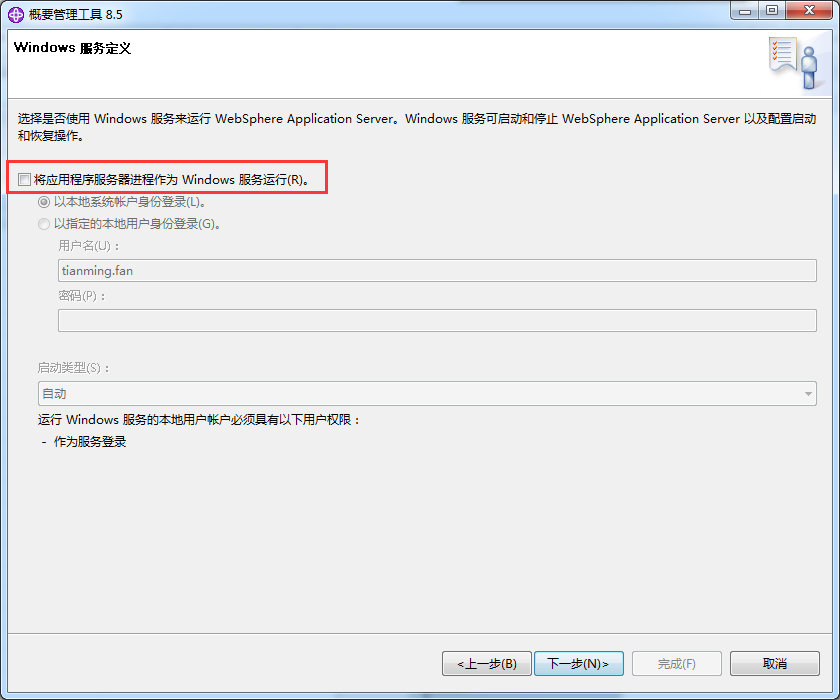 概要管理工具 8.5
Windows 服务定义
选择是否使用 Windows 服务来运行 WebSphere Application Server。Windows 服务可启动和停止 WebSphere Application Server 以及配置启动
和恢复操作。
将应用程序服务器进程作为 Windows 服务运行(R)。
以本地系统帐户身份登录(L)。
以指定的本地用户身份登录(G)。
用户名(U)：
tianming.fan
密码(P)：
启动类型(S)：
自动
运行 Windows 服务的本地用户帐户必须具有以下用户权限：
- 作为服务登录
<上一步(B)
下一步(N)>
完成(F)
取消